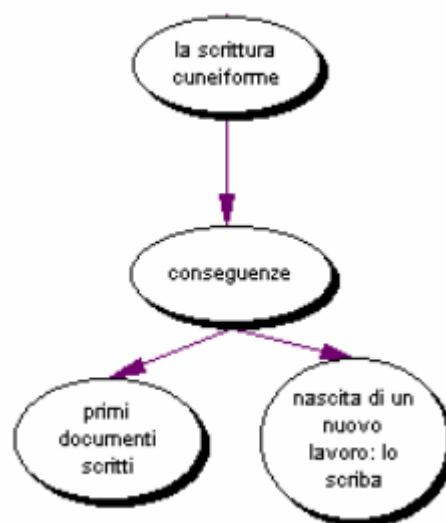 la scrittura
cuneiforme
conseguenze
primi
documenti
scritti
nascita di un
nuovo
lavoro: lo
scriba